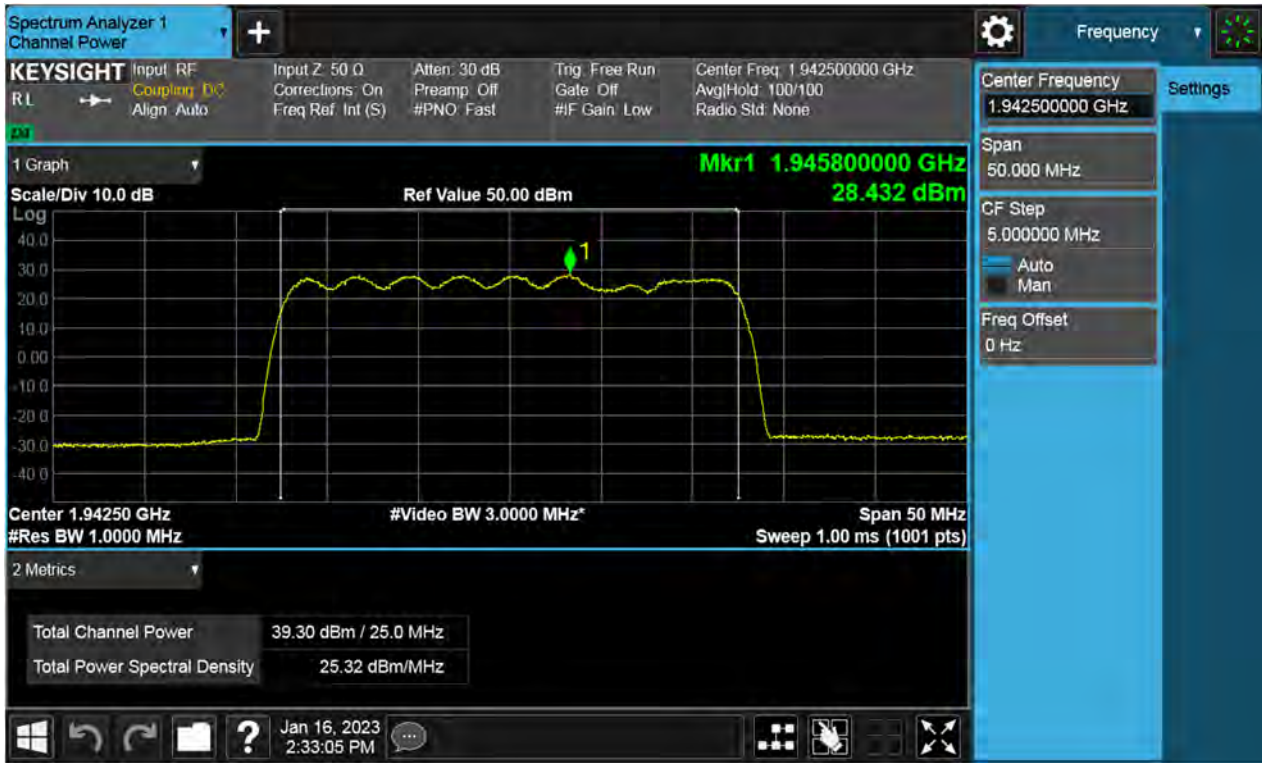 Spectrum Analyzer 1
Channel Power
+
Frequency
KEYSIGHT
RL
Input: RF
Coupling: DC
Align: Auto
Input Z: 50 Ω
Corrections: On
Freq Ref: Int (S)
Atten: 30 dB
Preamp: Off
#PNO: Fast
Trig: Free Run
Gate: Off
#IF Gain: Low
Center Freq: 1.942500000 GHz
Avg|Hold: 100/100
Radio Std: None
1 Graph
Mkr1 1.945800000 GHz
28.432 dBm
Scale/Div 10.0 dB
Ref Value 50.00 dBm
Log
40.0
30.0
20.0
10.0
0.00
-10.0
-20.0
-30.0
-40.0
1
Center 1.94250 GHz
#Video BW 3.0000 MHz*
Span 50 MHz
#Res BW 1.0000 MHz
Sweep 1.00 ms (1001 pts)
2 Metrics
Total Channel Power 39.30 dBm / 25.0 MHz
Total Power Spectral Density 25.32 dBm/MHz
?
Jan 16, 2023
2:33:05 PM
Center Frequency
1.942500000 GHz
Settings
Span
50.000 MHz
CF Step
5.000000 MHz
Auto
Man
Freq Offset
0 Hz